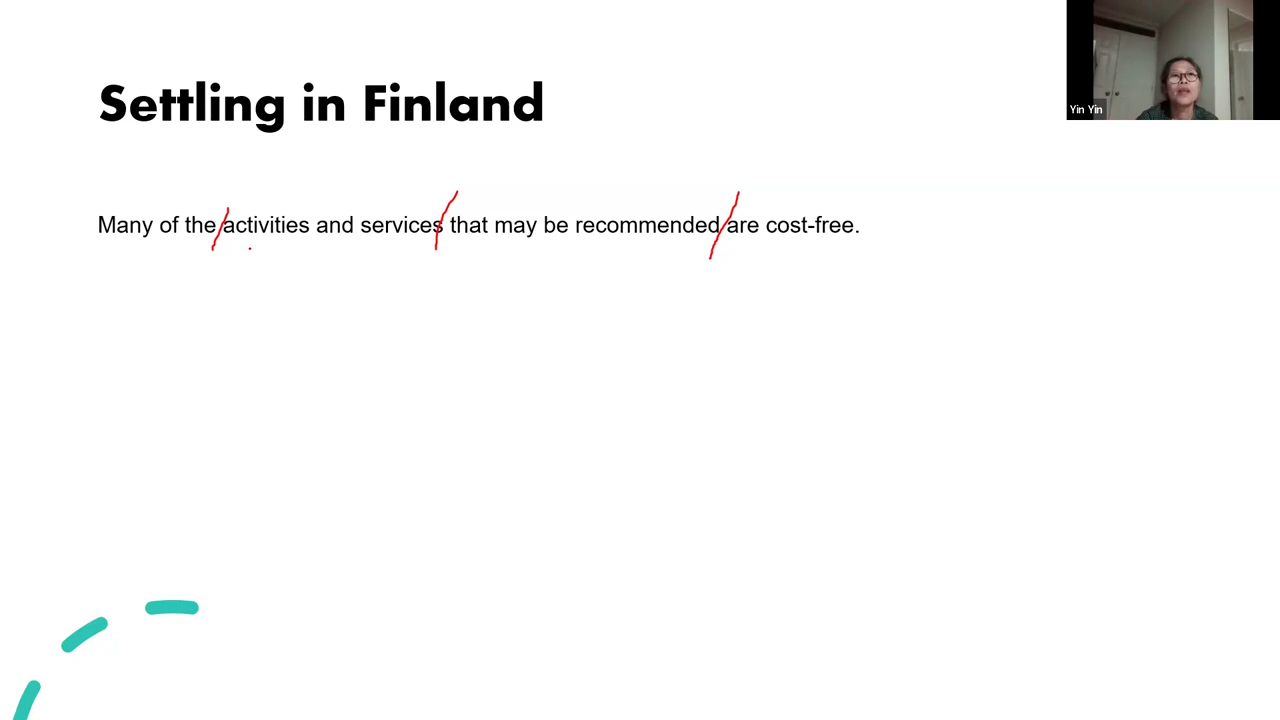 Settling in Finland
Yin Yin
Many of the activities and services that may be recommended are cost-free.